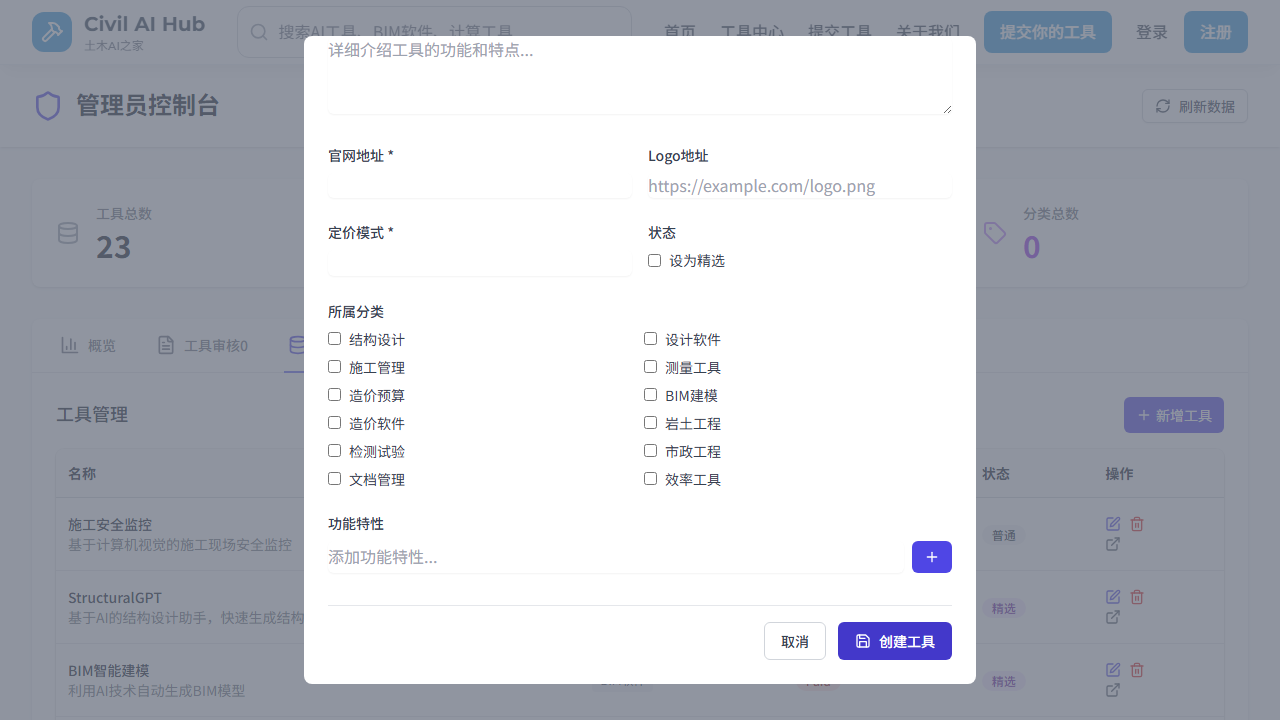 Civil AI Hub
土木AI之家
搜索AI工具、BIM软件、计算工具...
首页
工具中心
提交工具
关于我们
提交你的工具
登录
注册
管理员控制台
刷新数据
工具总数
23
分类总数
0
概览
工具审核0
工具管理
新增工具
名称
状态
操作
施工安全监控
基于计算机视觉的施工现场安全监控
普通
StructuralGPT
基于AI的结构设计助手，快速生成结构
精选
BIM智能建模
利用AI技术自动生成BIM模型
精选
详细介绍工具的功能和特点...
官网地址 *
Logo地址
https://example.com/logo.png
定价模式 *
状态
设为精选
所属分类
结构设计
设计软件
施工管理
测量工具
造价预算
BIM建模
造价软件
岩土工程
检测试验
市政工程
文档管理
效率工具
功能特性
添加功能特性...
取消
创建工具